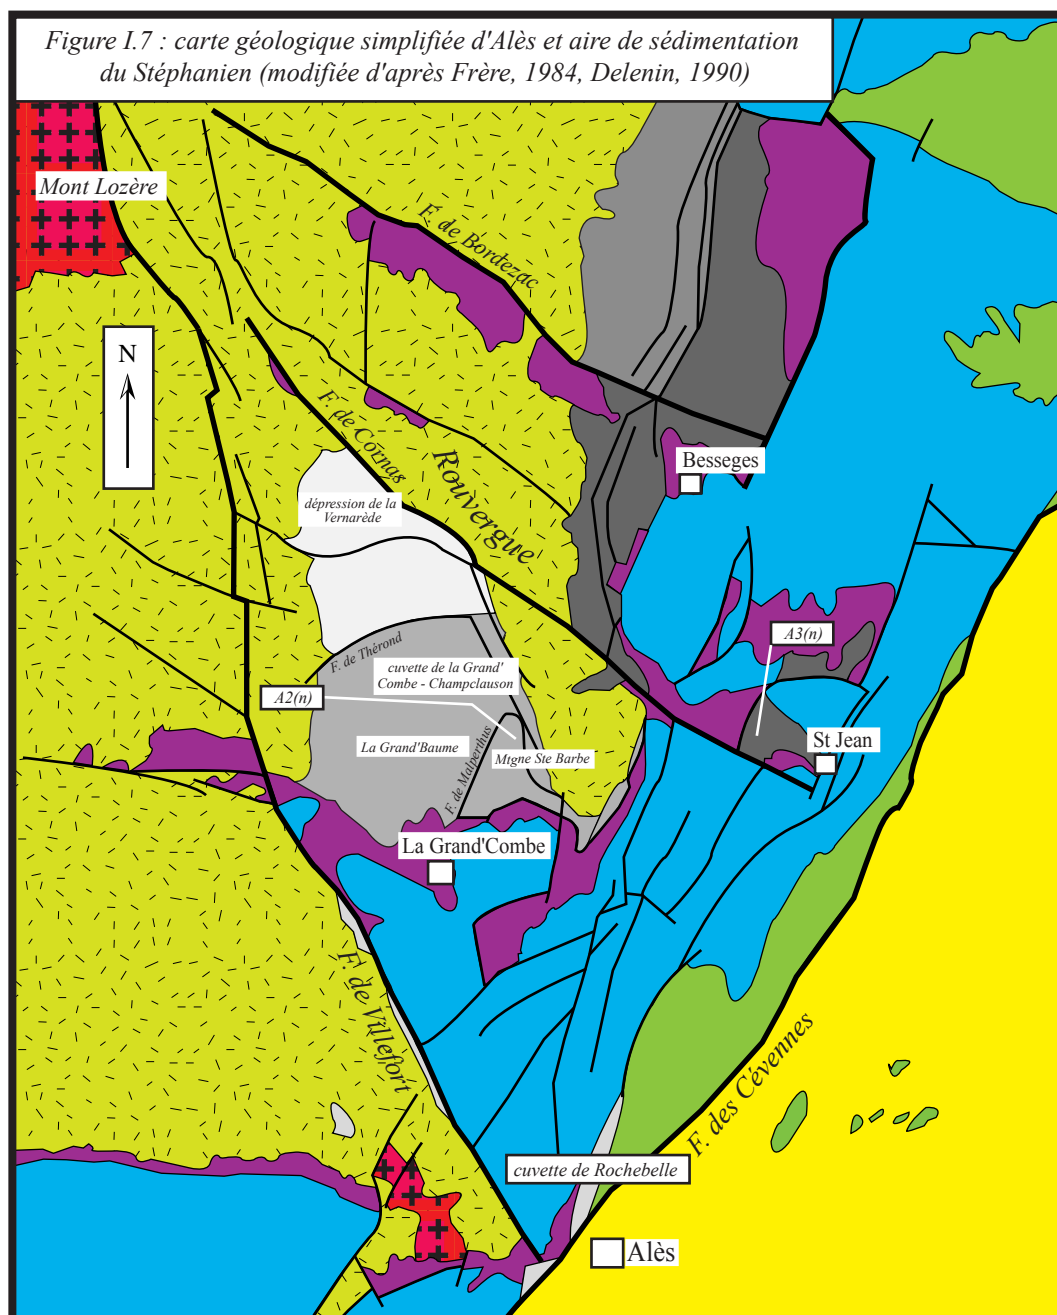 Figure I.7 : carte géologique simplifiée d'Alès et aire de sédimentation
du Stéphanien (modifiée d'après Frère, 1984, Delenin, 1990)
Mont Lozère
F. de Bordezac
N
F. de Cornas
Rouvergue
Besseges
dépression de la
Vernarède
A3(n)
F. de Thérond
cuvette de la Grand'
Combe - Champclauson
A2(n)
La Grand'Baume
F. de Malperthus
Mtgne Ste Barbe
St Jean
La Grand'Combe
F. de Villefort
F. des Cévennes
cuvette de Rochebelle
Alès